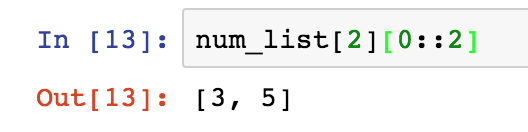 In [13]: num_list[2][0::2]
Out[13]: [3, 5]